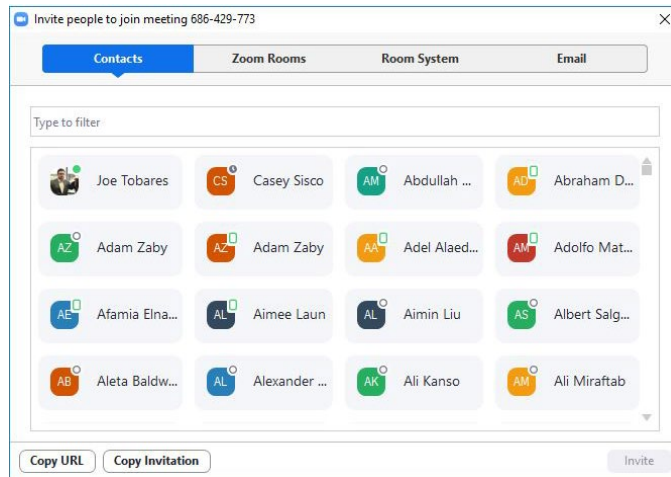 Invite people to join meeting 686-429-773
Contacts Zoom Rooms Room System Email
Type to filter
Joe Tobares CS Casey Sisco AM Abdullah ... AD Abraham D...
AZ Adam Zaby AZ Adam Zaby AA Adel Alaed... AM Adolfo Mat...
AE Afamia Elna... AL Aimee Laun AL Aimin Liu AS Albert Salg...
AB Aleta Baldw... AL Alexander ... AK Ali Kanso AM Ali Miraftab
Copy URL Copy Invitation Invite